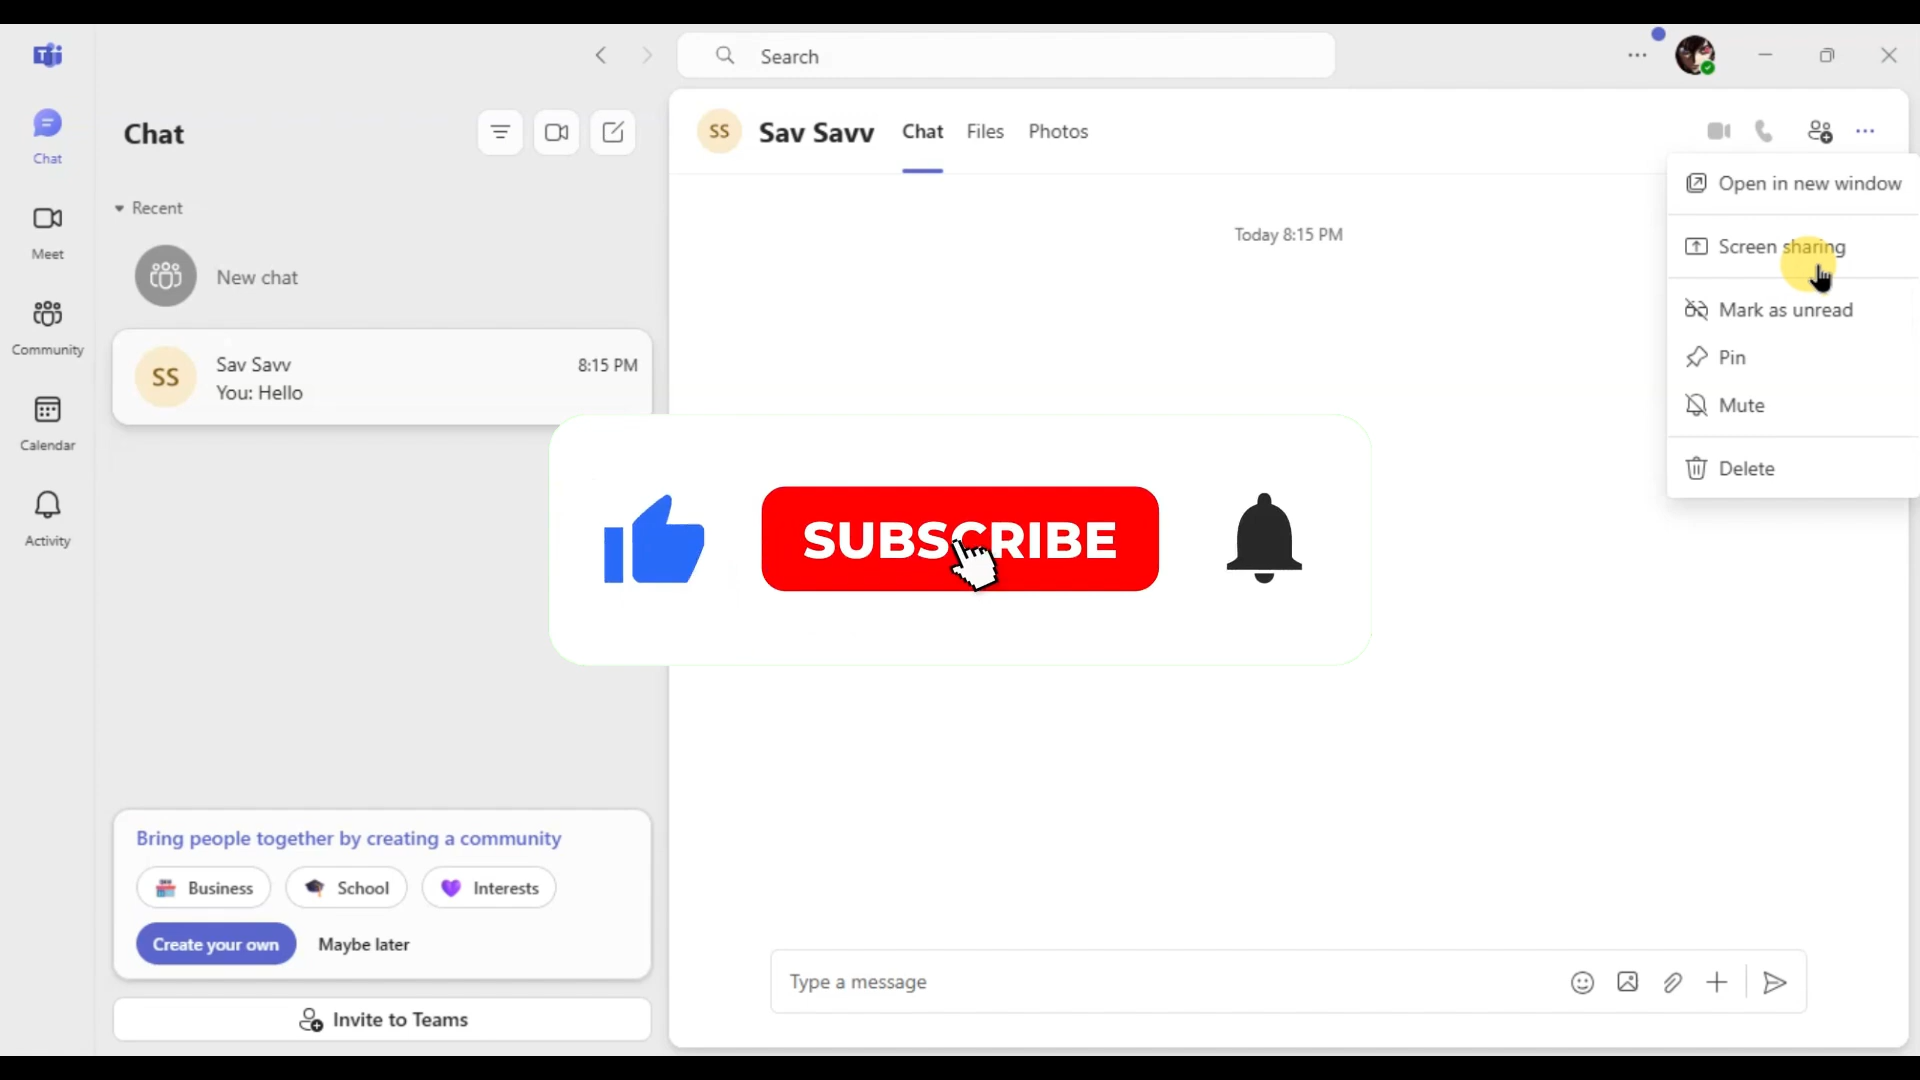 Search
Chat
Meet
Community
Calendar
Activity
Chat
Recent
New chat
SS
Sav Savv
8:15 PM
You: Hello
SS
Sav Savv
Chat
Files
Photos
Today 8:15 PM
Open in new window
Screen sharing
Mark as unread
Pin
Mute
Delete
SUBSCRIBE
Bring people together by creating a community
Business
School
Interests
Create your own
Maybe later
Invite to Teams
Type a message